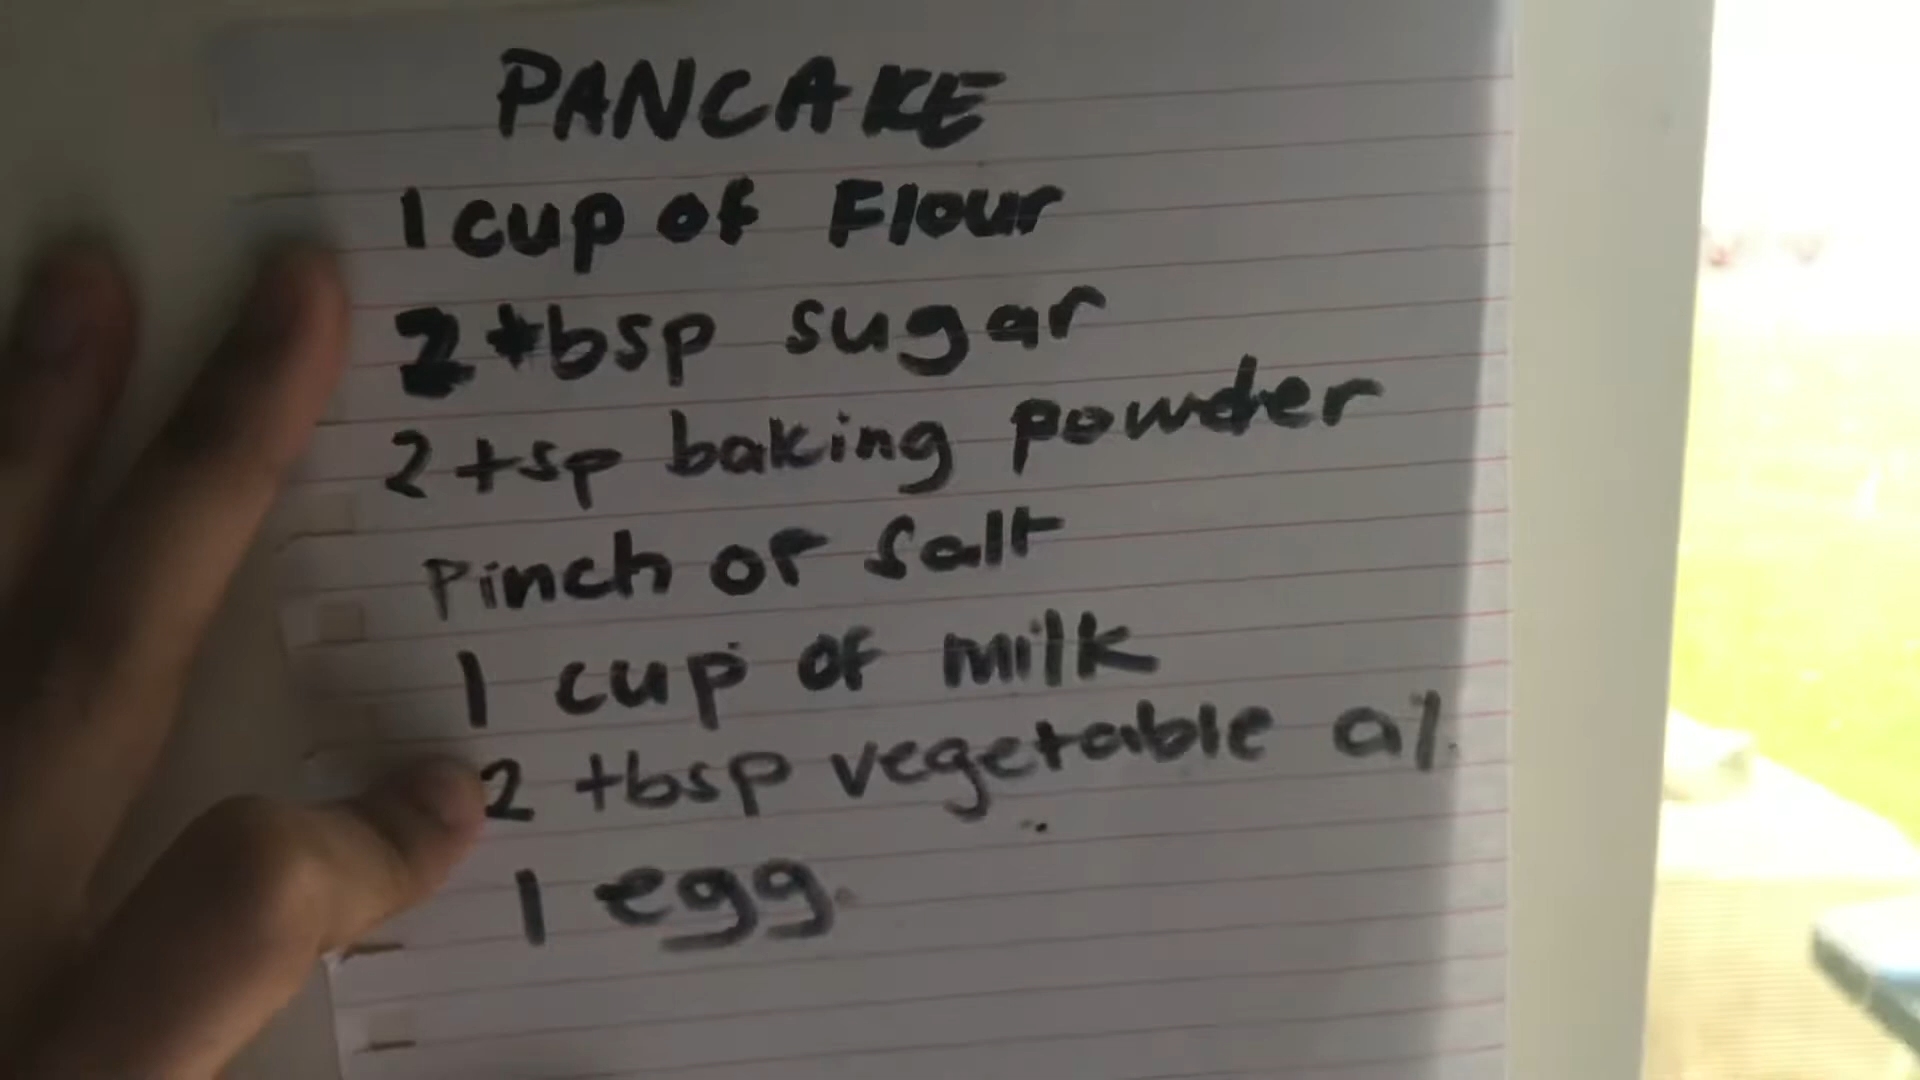 PANCAKE
1 cup of Flour
2 tbsp sugar
2 tsp baking powder
Pinch of salt
1 cup of milk
2 tbsp vegetable oil.
1 egg.